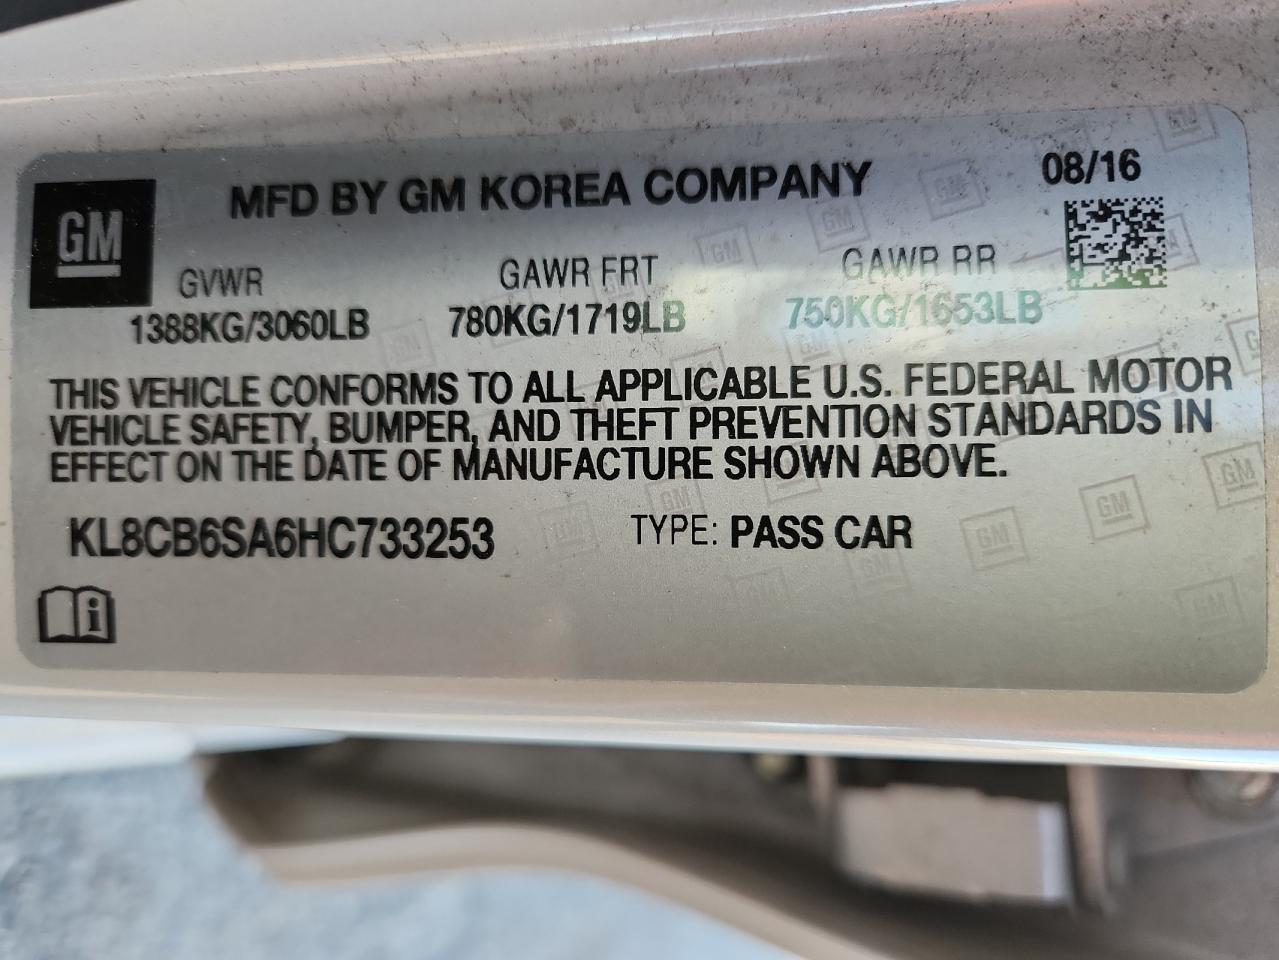 GM
MFD BY GM KOREA COMPANY
08/16
GVWR
GAWR FRT
GAWR RR
1388KG/3060LB
780KG/1719LB
750KG/1653LB
THIS VEHICLE CONFORMS TO ALL APPLICABLE U.S. FEDERAL MOTOR
VEHICLE SAFETY, BUMPER, AND THEFT PREVENTION STANDARDS IN
EFFECT ON THE DATE OF MANUFACTURE SHOWN ABOVE.
KL8CB6SA6HC733253
TYPE: PASS CAR